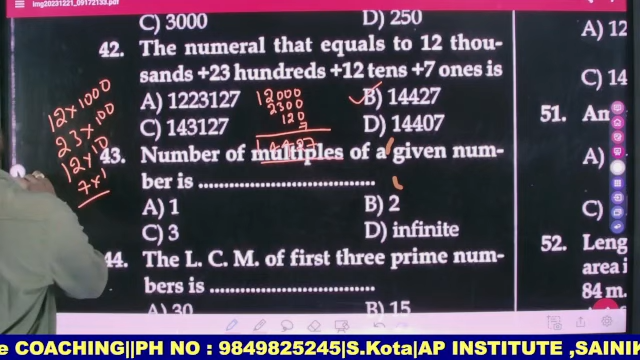 img20231221_09172133.pdf
C) 3000
D) 250
42. The numeral that equals to 12 thou-
sands +23 hundreds +12 tens +7 ones is
A) 1223127
B) 14427
C) 143127
D) 14407
12000
2300
120
7
14427
12 × 1000
23 × 100
12 × 10
7 × 1
43. Number of multiples of a given num-
ber is ..................................
A) 1
B) 2
C) 3
D) infinite
44. The L. C. M. of first three prime num-
bers is ..................................
A) 30
B) 15
A) 12
C) 14
51. An
A)
C)
52. Leng
area i
84 m.
e COACHING||PH NO : 9849825245|S.Kota|AP INSTITUTE ,SAINIK